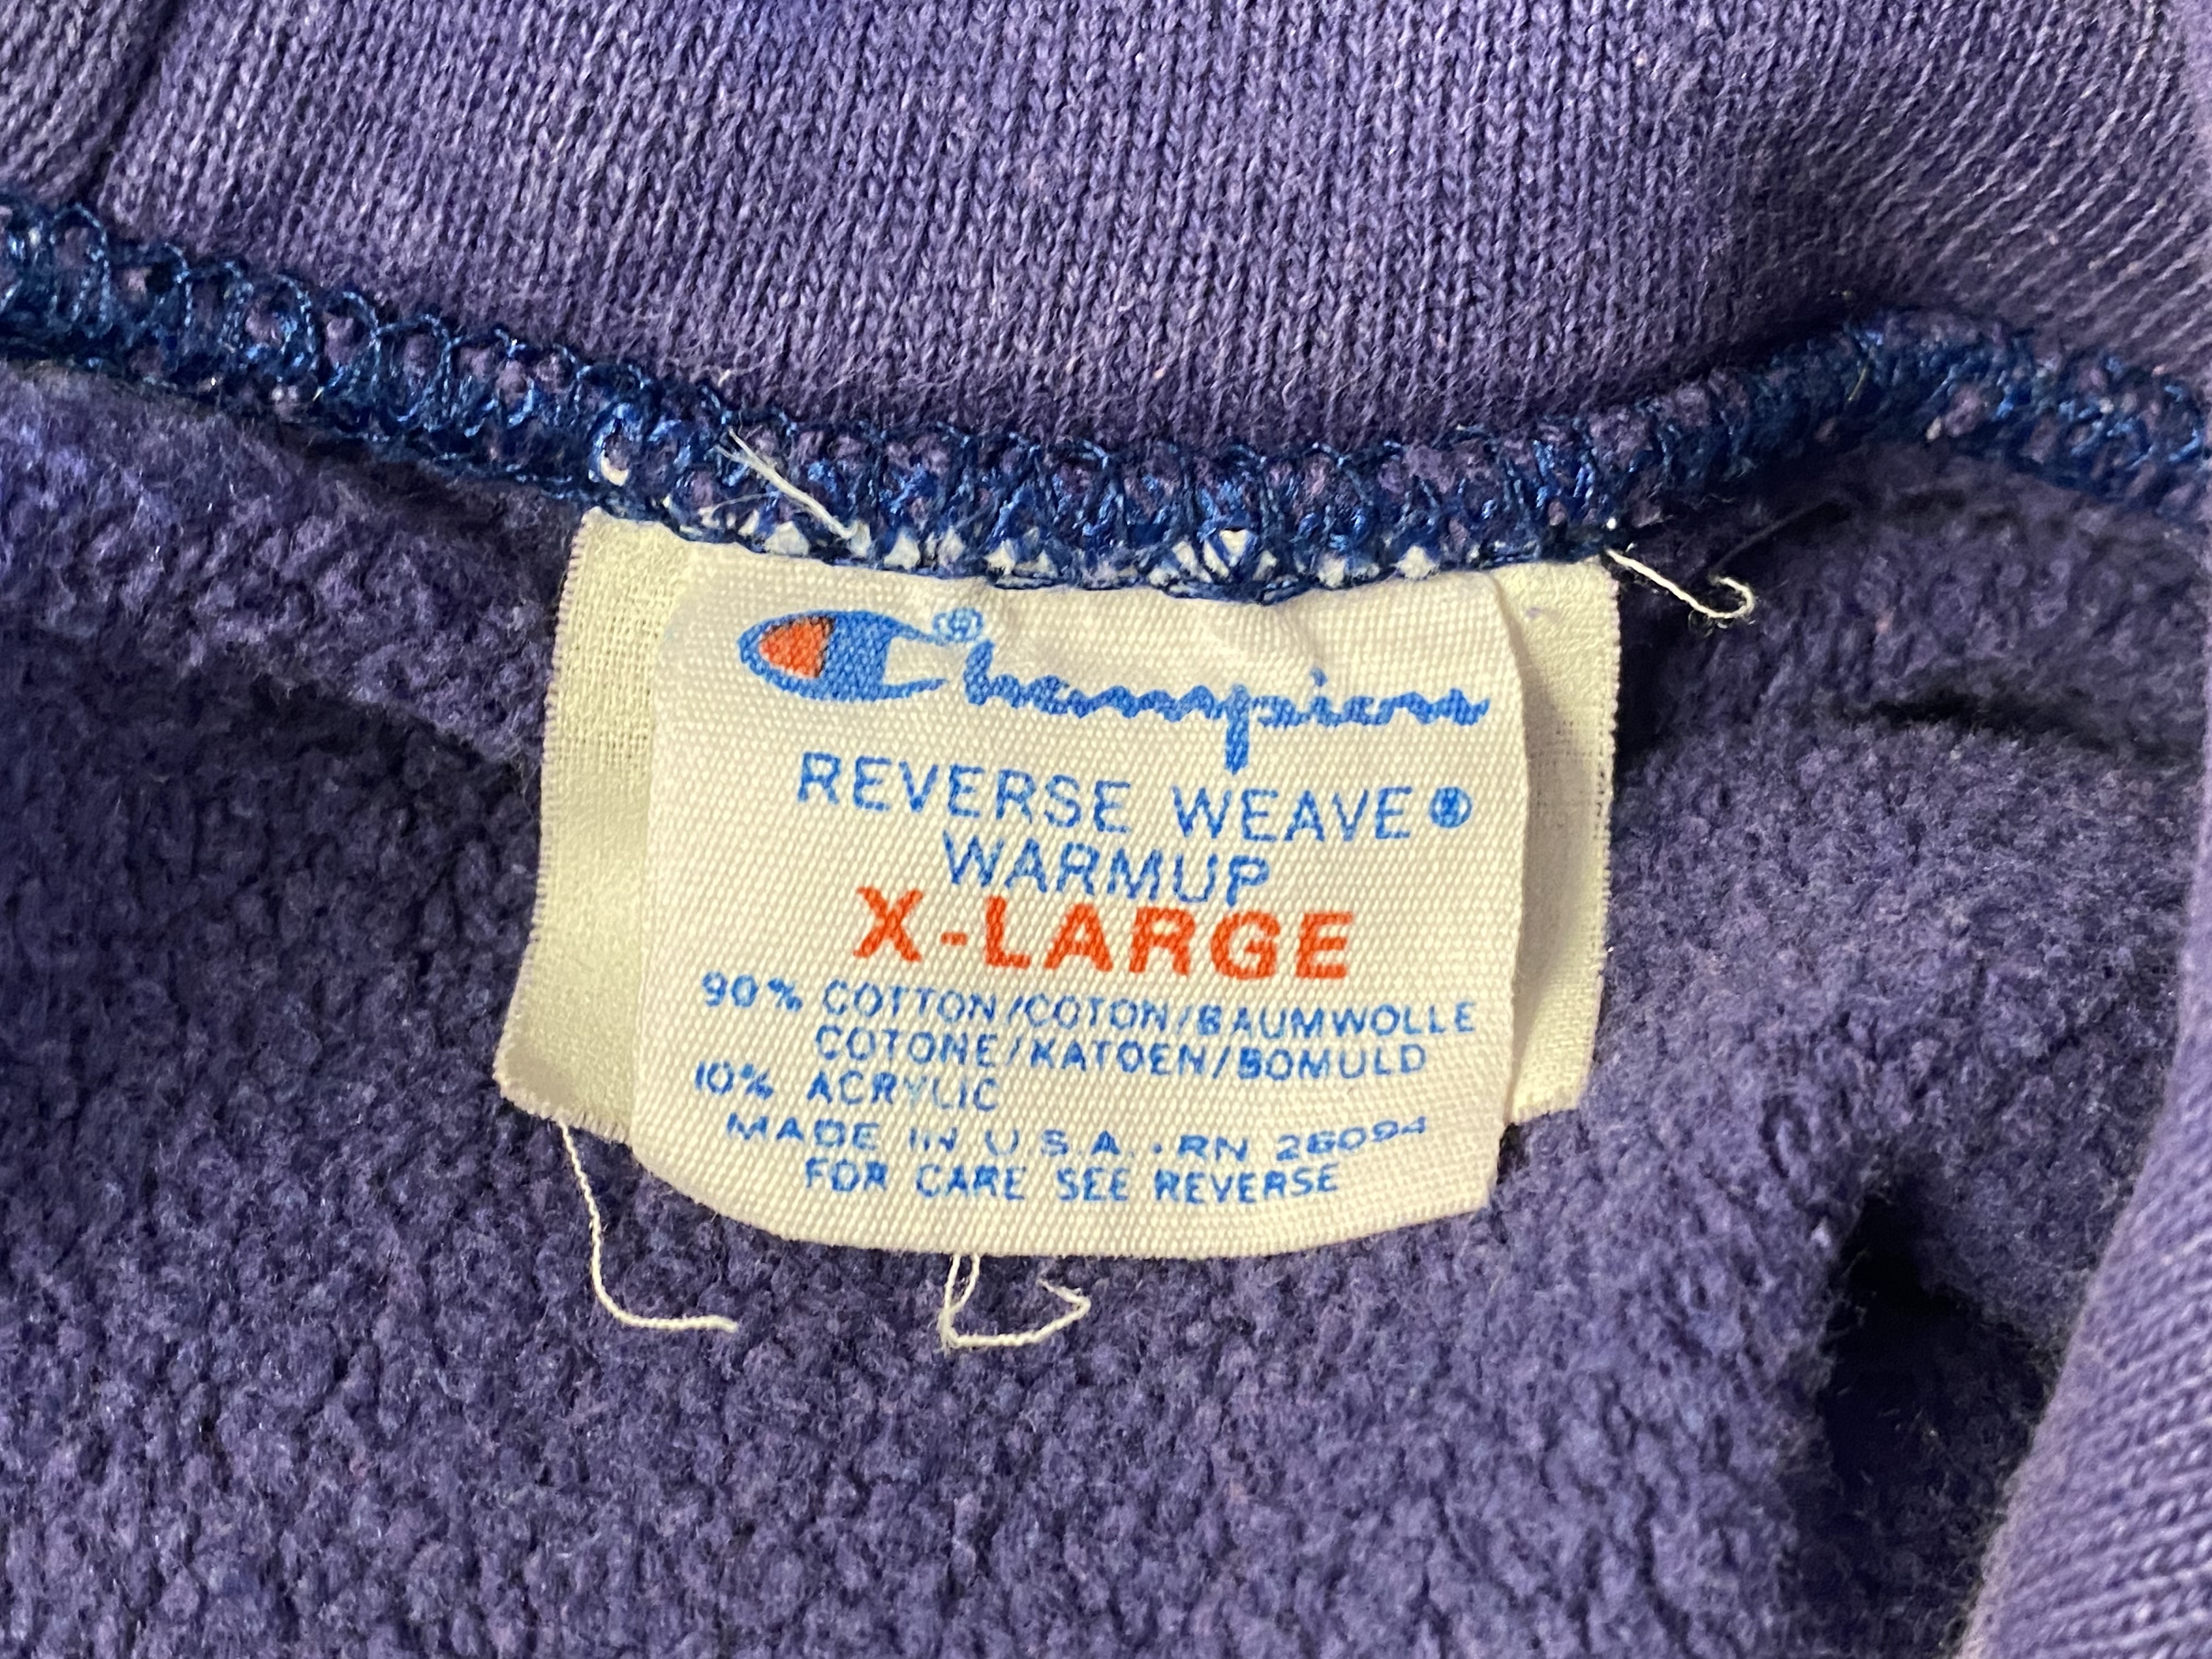 Champion®
REVERSE WEAVE®
WARMUP
X-LARGE
90% COTTON/COTON/BAUMWOLLE
COTONE/KATOEN/BOMULD
10% ACRYLIC
MADE IN U.S.A. · RN 26094
FOR CARE SEE REVERSE